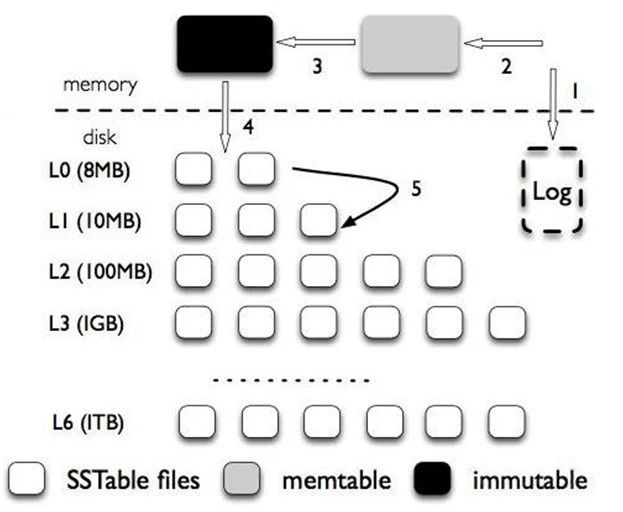 3
2
memory
1
disk
4
L0 (8MB)
5
Log
L1 (10MB)
L2 (100MB)
L3 (1GB)
L6 (1TB)
SSTable files memtable immutable